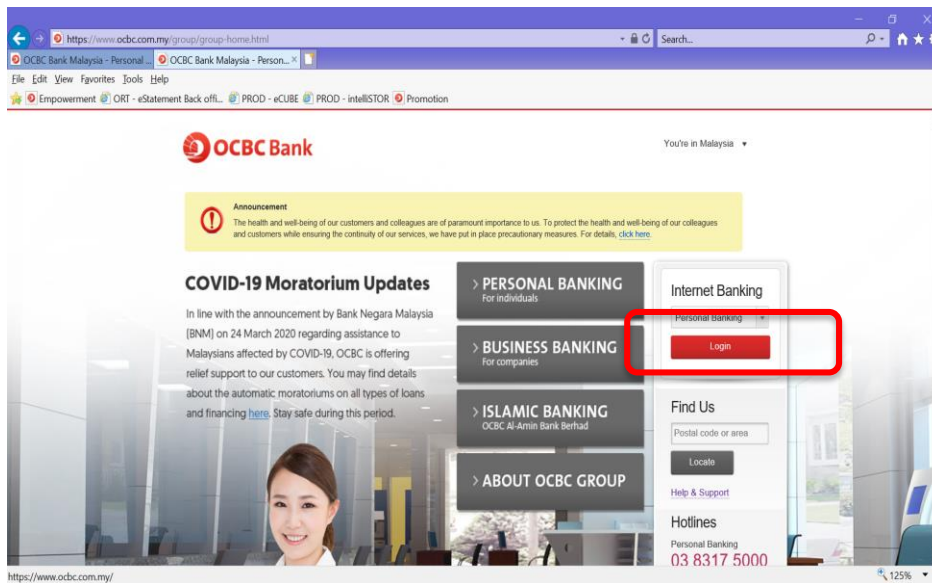 https://www.ocbc.com.my/group/group-home.html
Search...
OCBC Bank Malaysia - Personal ...
OCBC Bank Malaysia - Person...
File Edit View Favorites Tools Help
Empowerment ORT - eStatement Back offi... PROD - eCUBE PROD - intelliSTOR Promotion
OCBC Bank
You're in Malaysia
Announcement
The health and well-being of our customers and colleagues are of paramount importance to us. To protect the health and well-being of our colleagues
and customers while ensuring the continuity of our services, we have put in place precautionary measures. For details, click here.
COVID-19 Moratorium Updates
In line with the announcement by Bank Negara Malaysia
(BNM) on 24 March 2020 regarding assistance to
Malaysians affected by COVID-19, OCBC is offering
relief support to our customers. You may find details
about the automatic moratoriums on all types of loans
and financing here. Stay safe during this period.
> PERSONAL BANKING
For individuals
> BUSINESS BANKING
For companies
> ISLAMIC BANKING
OCBC Al-Amin Bank Berhad
> ABOUT OCBC GROUP
Internet Banking
Personal Banking
Login
Find Us
Postal code or area
Locate
Help & Support
Hotlines
Personal Banking
03 8317 5000
https://www.ocbc.com.my/
125%